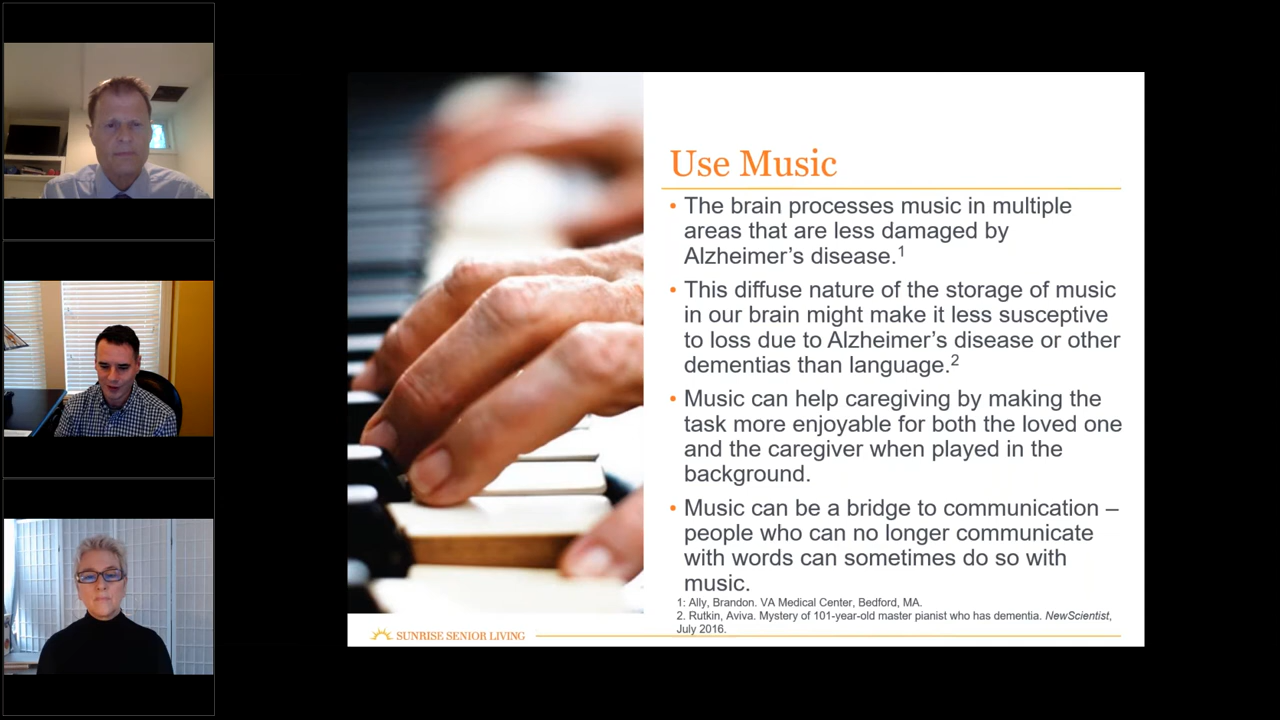 Use Music
• The brain processes music in multiple
areas that are less damaged by
Alzheimer’s disease.1
• This diffuse nature of the storage of music
in our brain might make it less susceptive
to loss due to Alzheimer’s disease or other
dementias than language.2
• Music can help caregiving by making the
task more enjoyable for both the loved one
and the caregiver when played in the
background.
• Music can be a bridge to communication –
people who can no longer communicate
with words can sometimes do so with
music.
1: Ally, Brandon. VA Medical Center, Bedford, MA.
2. Rutkin, Aviva. Mystery of 101-year-old master pianist who has dementia. NewScientist,
July 2016.
SUNRISE SENIOR LIVING